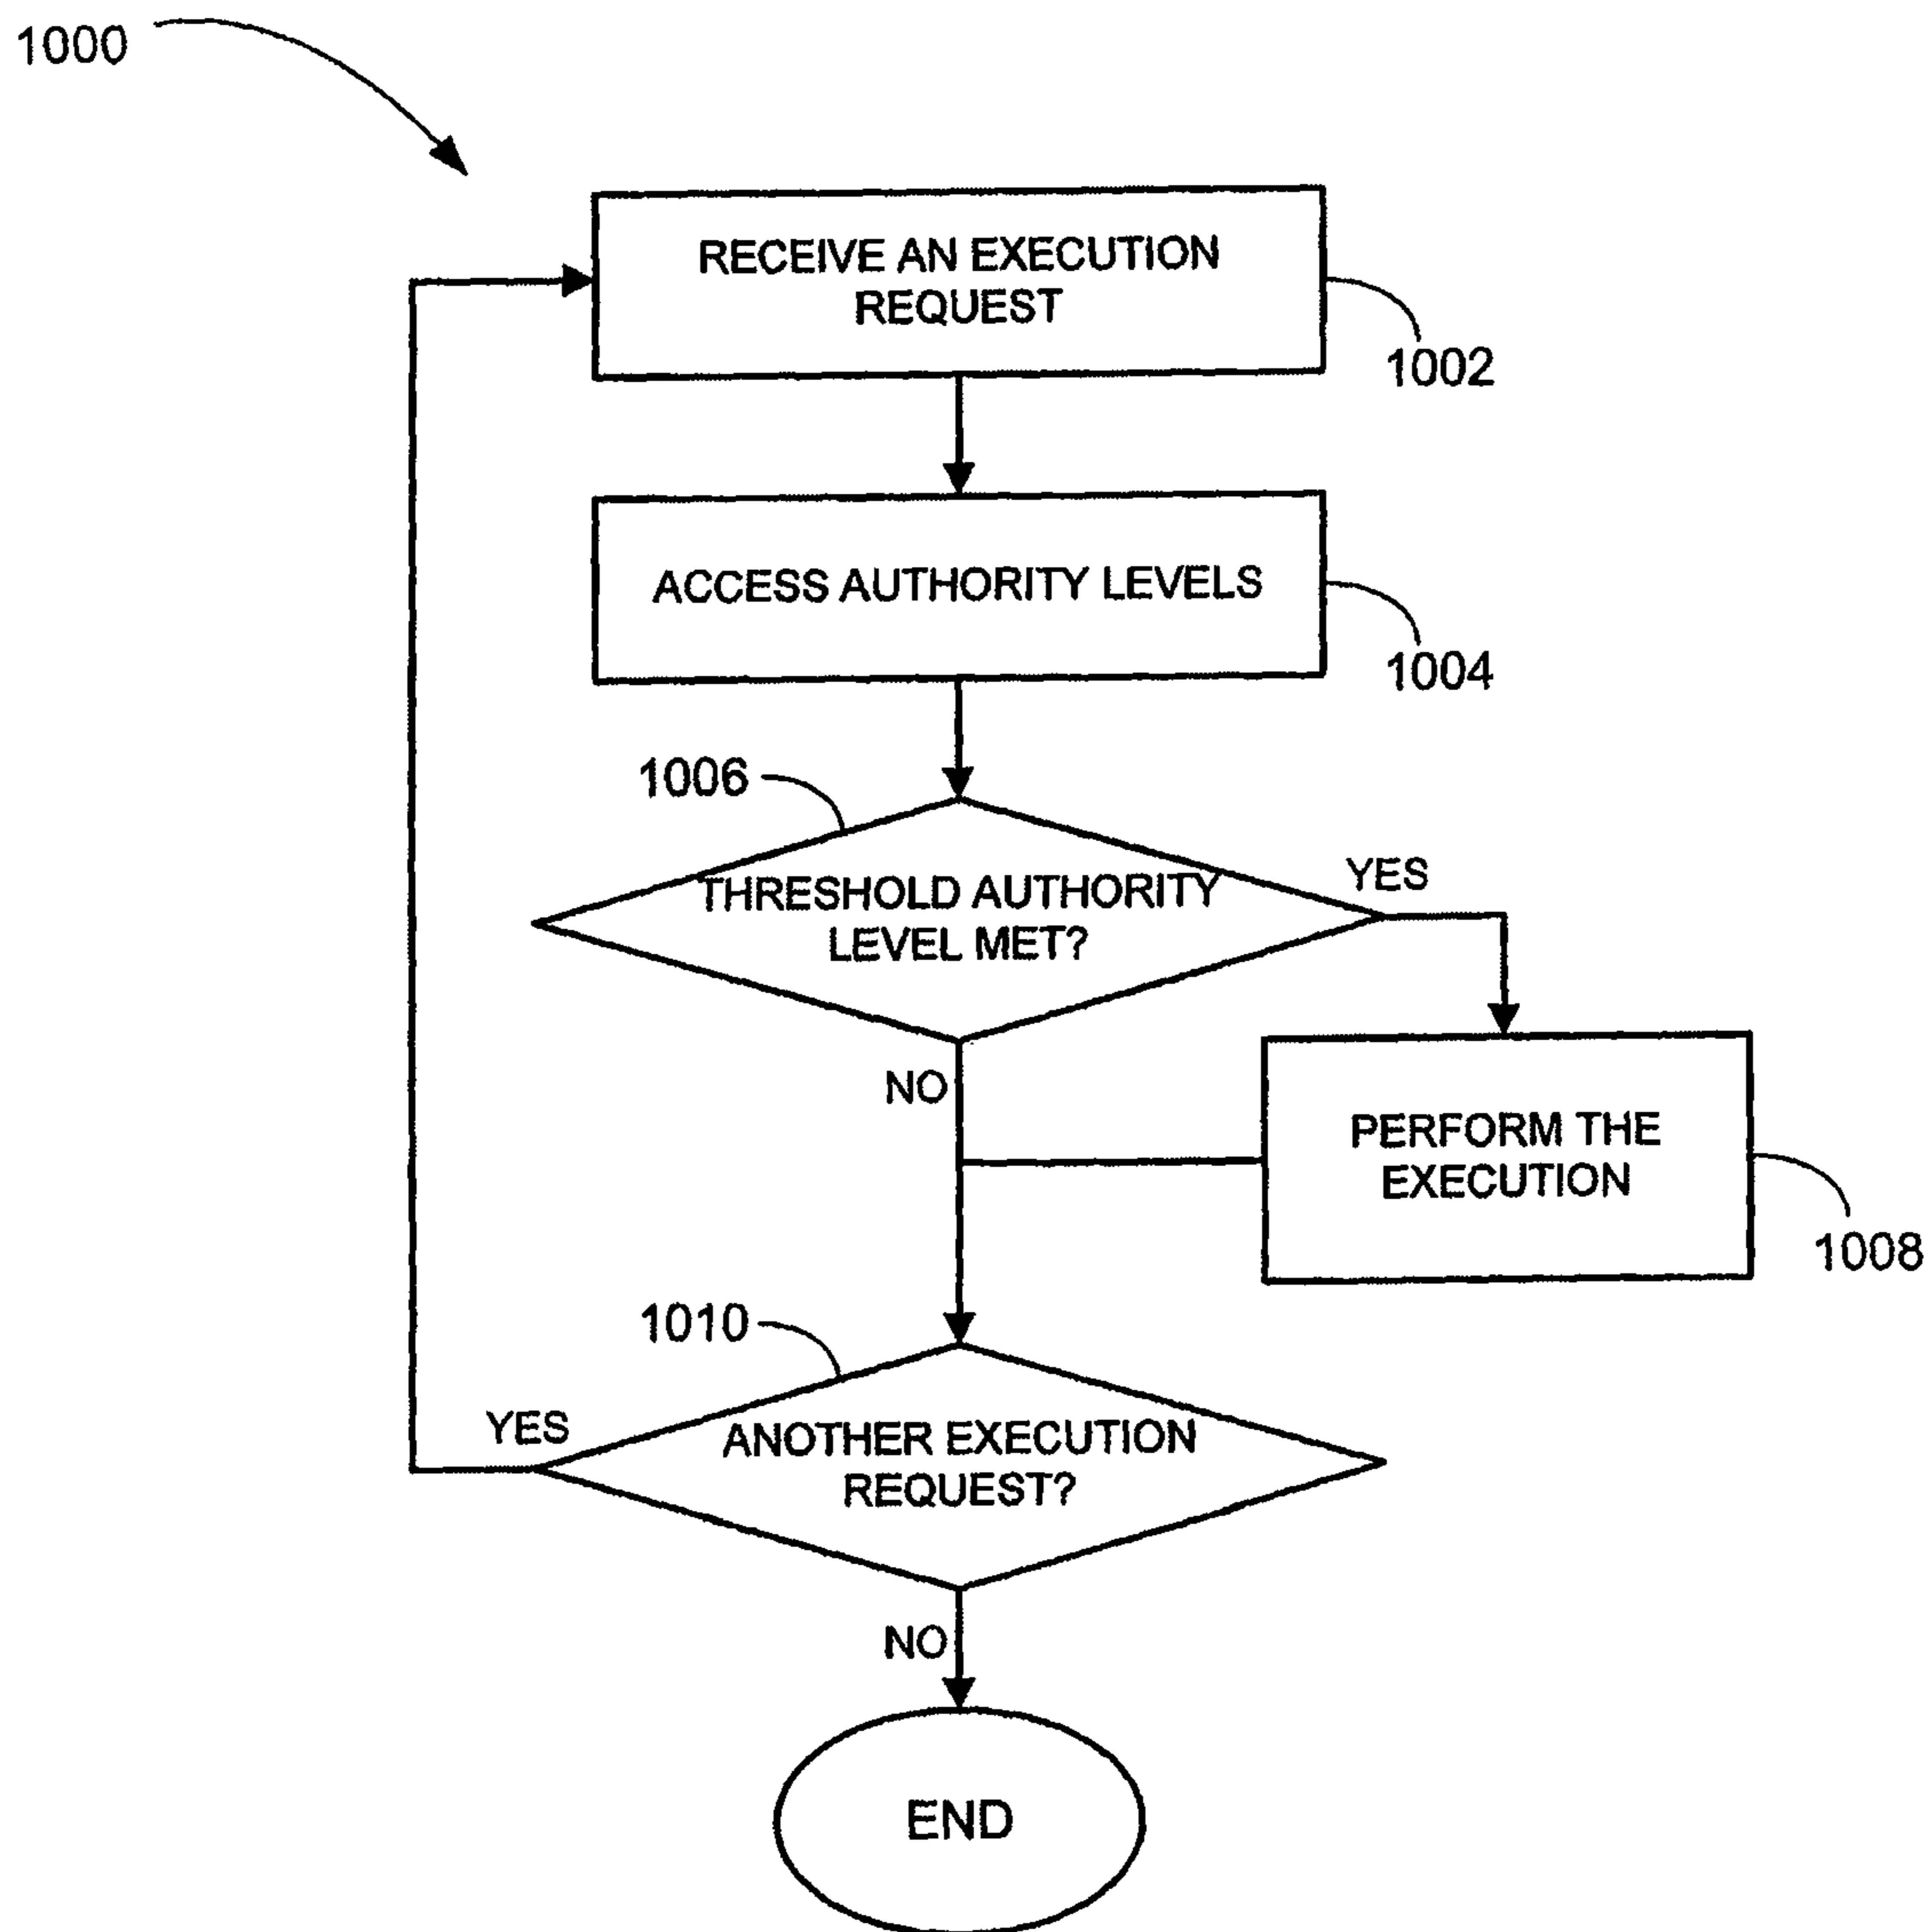 1000
RECEIVE AN EXECUTION
REQUEST
1002
ACCESS AUTHORITY LEVELS
1004
1006
THRESHOLD AUTHORITY
LEVEL MET?
YES
NO
PERFORM THE
EXECUTION
1008
1010
YES
ANOTHER EXECUTION
REQUEST?
NO
END